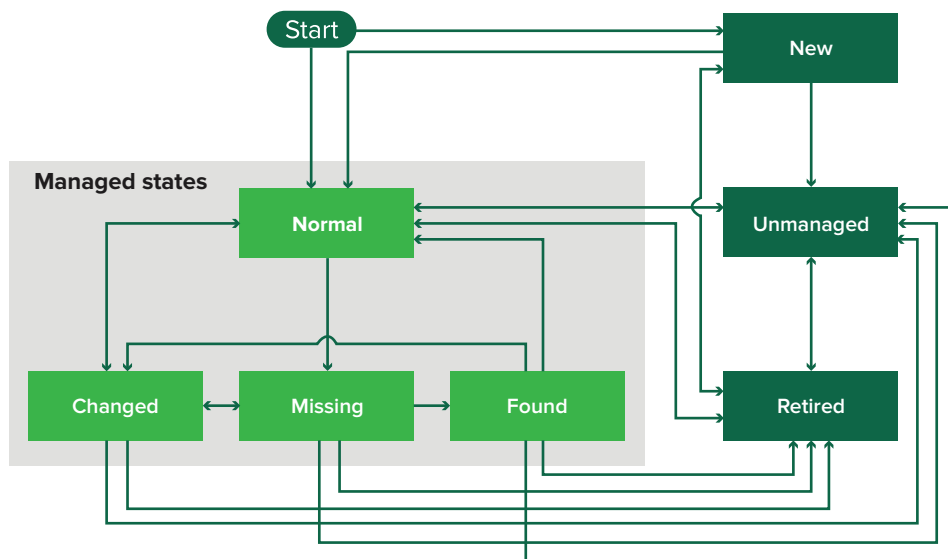 Start
New
Managed states
Normal
Unmanaged
Changed
Missing
Found
Retired